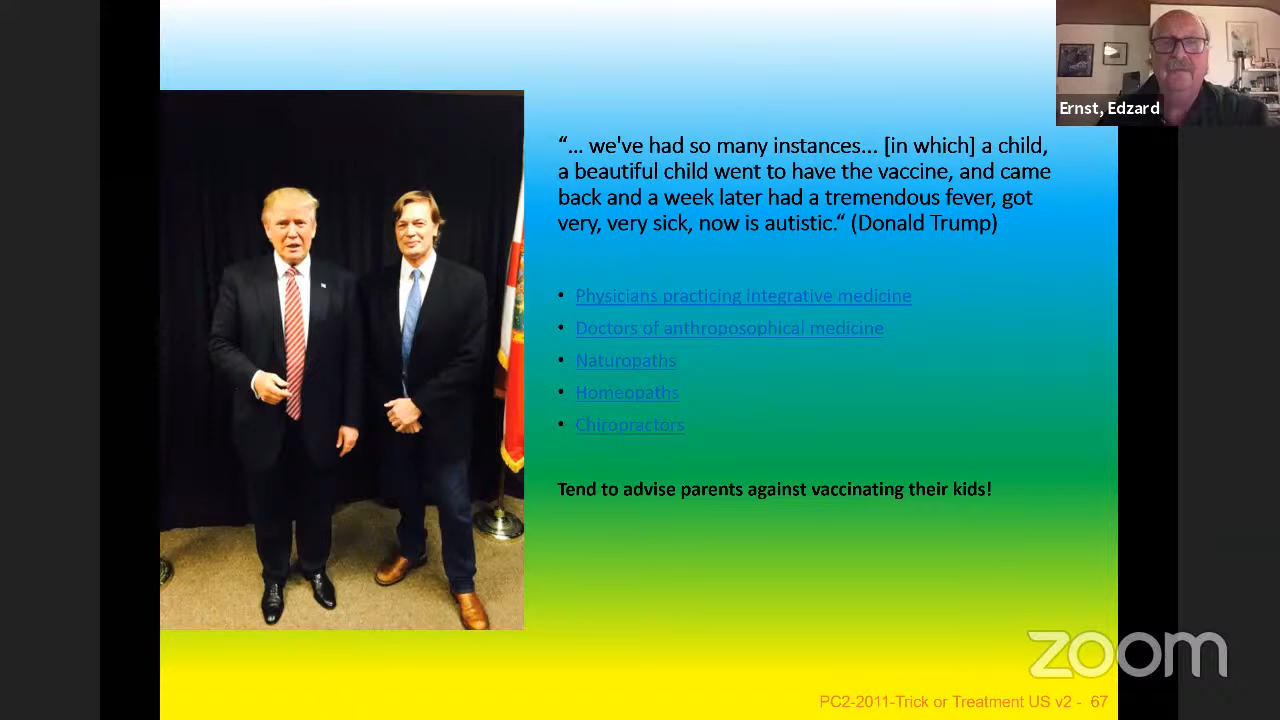 Ernst, Edzard
“... we've had so many instances... [in which] a child,
a beautiful child went to have the vaccine, and came
back and a week later had a tremendous fever, got
very, very sick, now is autistic.“ (Donald Trump)
• Physicians practicing integrative medicine
• Doctors of anthroposophical medicine
• Naturopaths
• Homeopaths
• Chiropractors
Tend to advise parents against vaccinating their kids!
zoom
PC2-2011-Trick or Treatment US v2 - 67